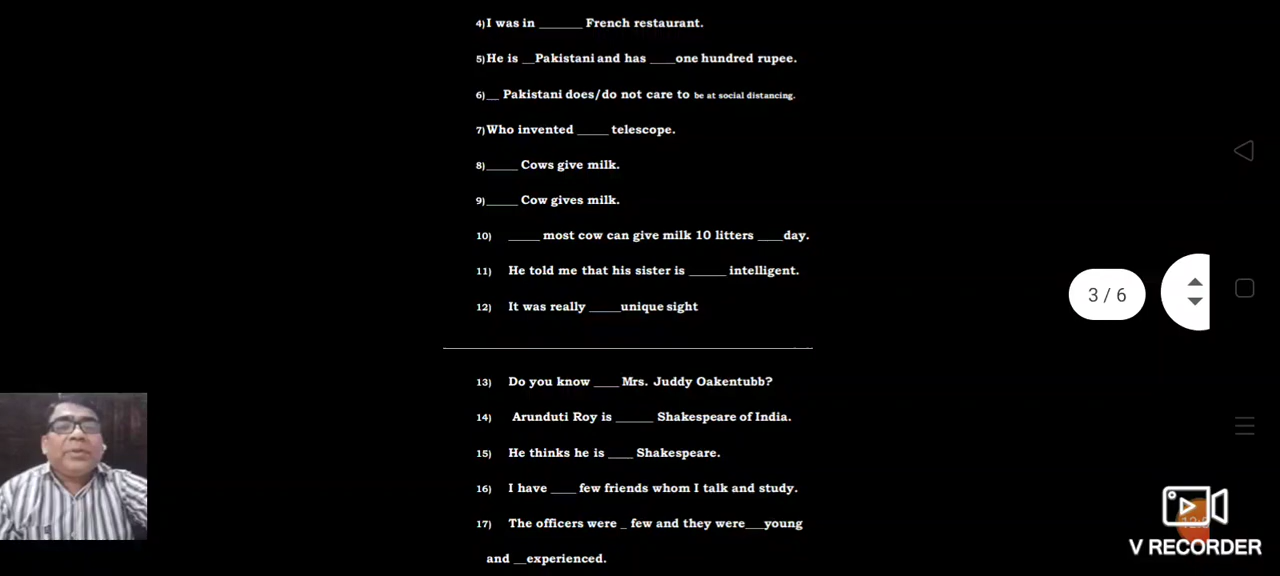 4)I was in _______ French restaurant.
5)He is __Pakistani and has ____one hundred rupee.
6)__ Pakistani does/do not care to be at social distancing.
7)Who invented _____ telescope.
8)_____ Cows give milk.
9)_____ Cow gives milk.
10) _____ most cow can give milk 10 litters ____day.
11) He told me that his sister is ______ intelligent.
12) It was really _____unique sight
13) Do you know ____ Mrs. Juddy Oakentubb?
14) Arunduti Roy is ______ Shakespeare of India.
15) He thinks he is ____ Shakespeare.
16) I have ____ few friends whom I talk and study.
17) The officers were _ few and they were___young
and __experienced.
3 / 6
V RECORDER